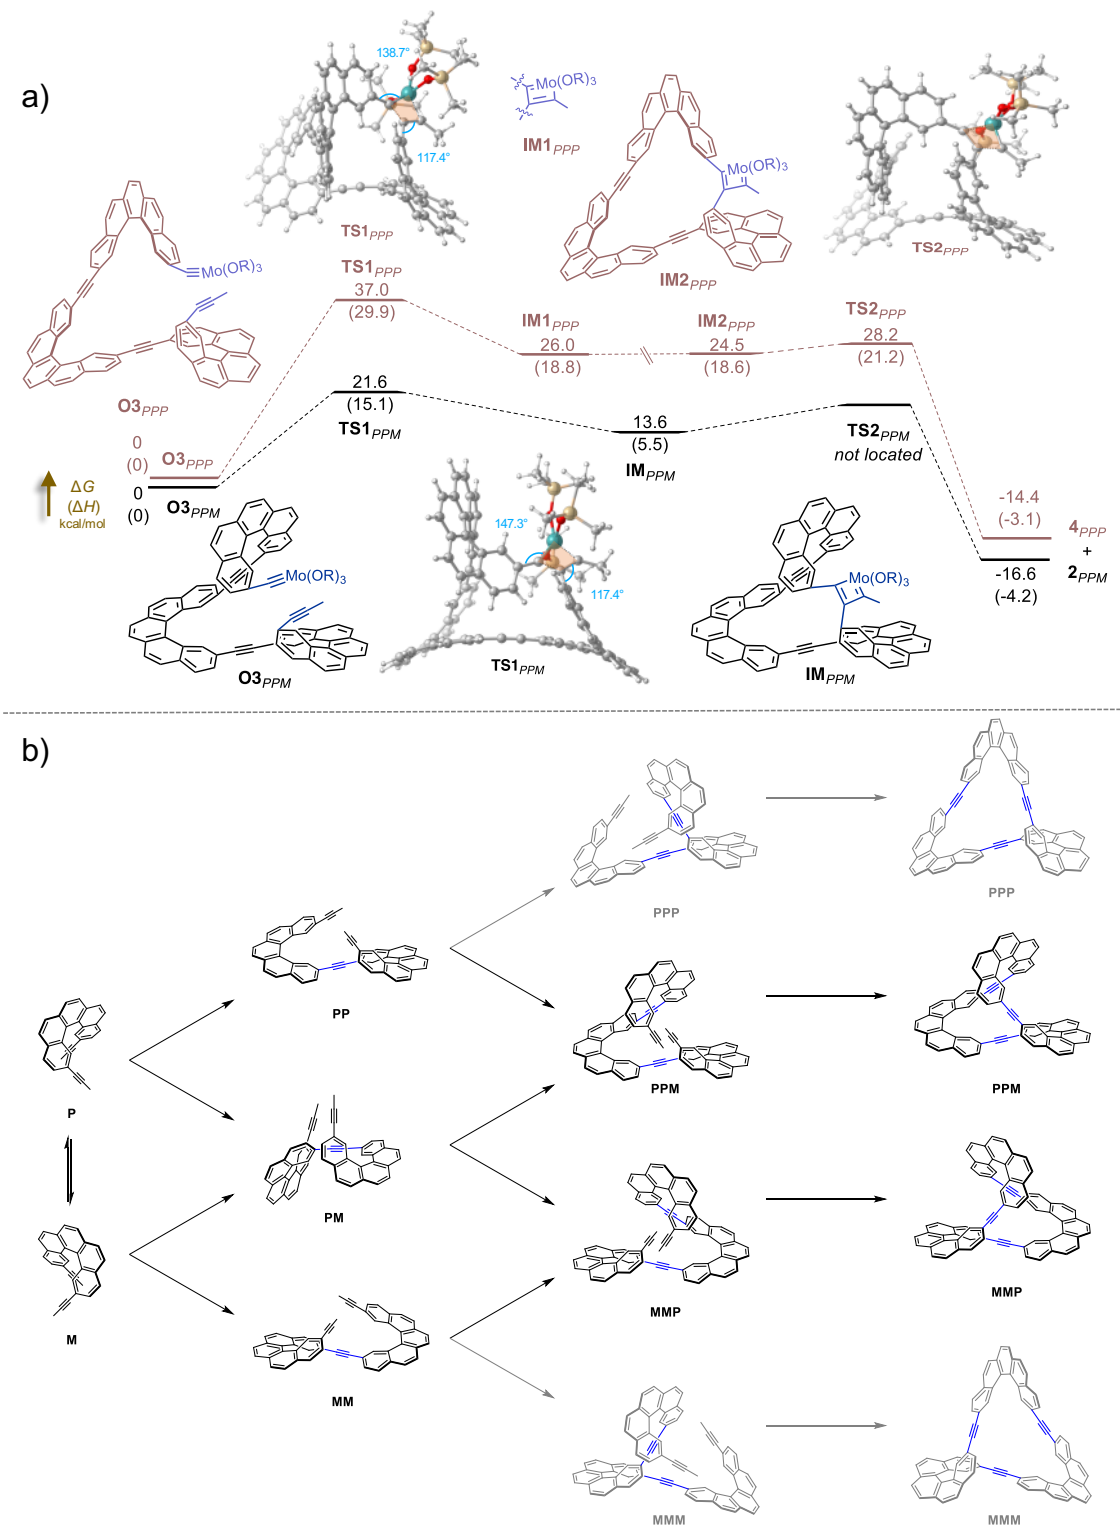 a)
138.7°
117.4°
TS1PPP
Mo(OR)3
IM1PPP
Mo(OR)3
IM2PPP
TS2PPP
≡Mo(OR)3
O3PPP
TS1PPP
37.0
(29.9)
IM1PPP
26.0
(18.8)
IM2PPP
24.5
(18.6)
TS2PPP
28.2
(21.2)
21.6
(15.1)
TS1PPM
13.6
(5.5)
IMPPM
TS2PPM
not located
0
(0)
O3PPP
0
(0)
O3PPM
ΔG
(ΔH)
kcal/mol
-14.4
(-3.1)
4PPP
+
2PPM
-16.6
(-4.2)
≡Mo(OR)3
O3PPM
147.3°
117.4°
TS1PPM
Mo(OR)3
IMPPM
b)
PPP
PPP
PP
P
PPM
PPM
PM
M
MMP
MMP
MM
MMM
MMM